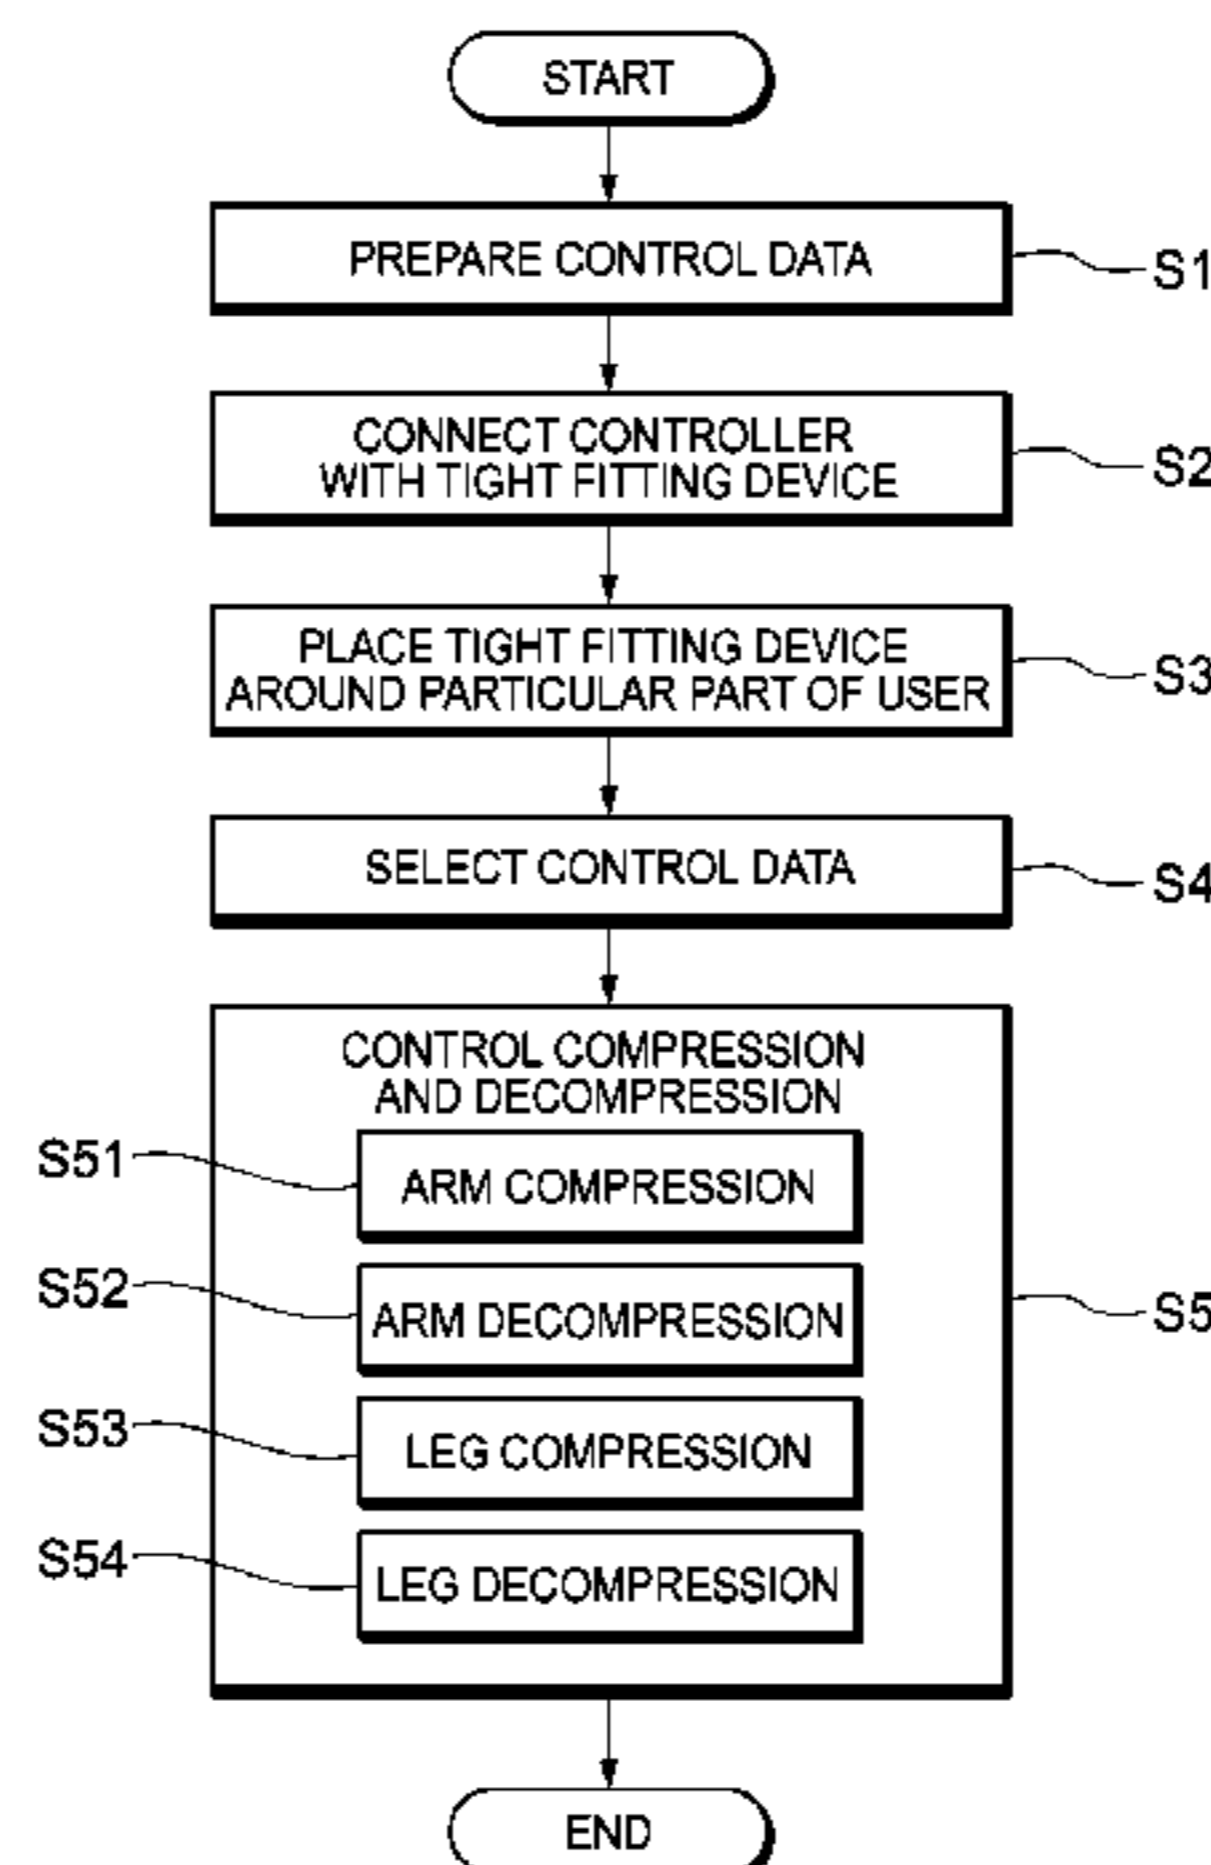 START
PREPARE CONTROL DATA
S1
CONNECT CONTROLLER
WITH TIGHT FITTING DEVICE
S2
PLACE TIGHT FITTING DEVICE
AROUND PARTICULAR PART OF USER
S3
SELECT CONTROL DATA
S4
CONTROL COMPRESSION
AND DECOMPRESSION
S51
ARM COMPRESSION
S52
ARM DECOMPRESSION
S5
S53
LEG COMPRESSION
S54
LEG DECOMPRESSION
END